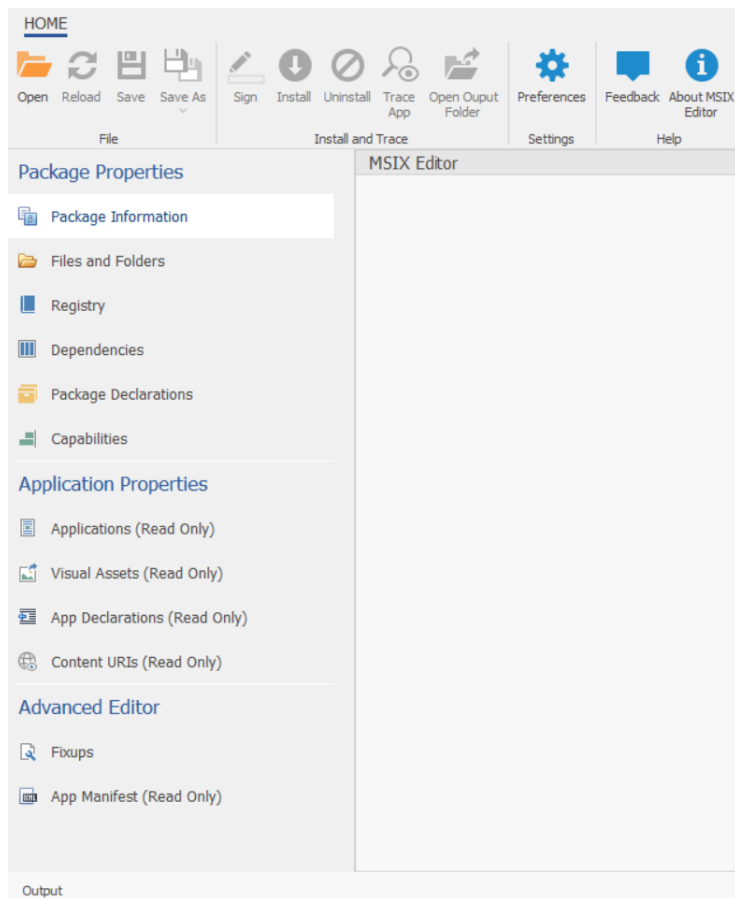 HOME
Open Reload Save Save As Sign Install Uninstall Trace App Open Ouput Folder Preferences Feedback About MSIX Editor
File Install and Trace Settings Help
Package Properties
MSIX Editor
Package Information
Files and Folders
Registry
Dependencies
Package Declarations
Capabilities
Application Properties
Applications (Read Only)
Visual Assets (Read Only)
App Declarations (Read Only)
Content URIs (Read Only)
Advanced Editor
Fixups
App Manifest (Read Only)
Output